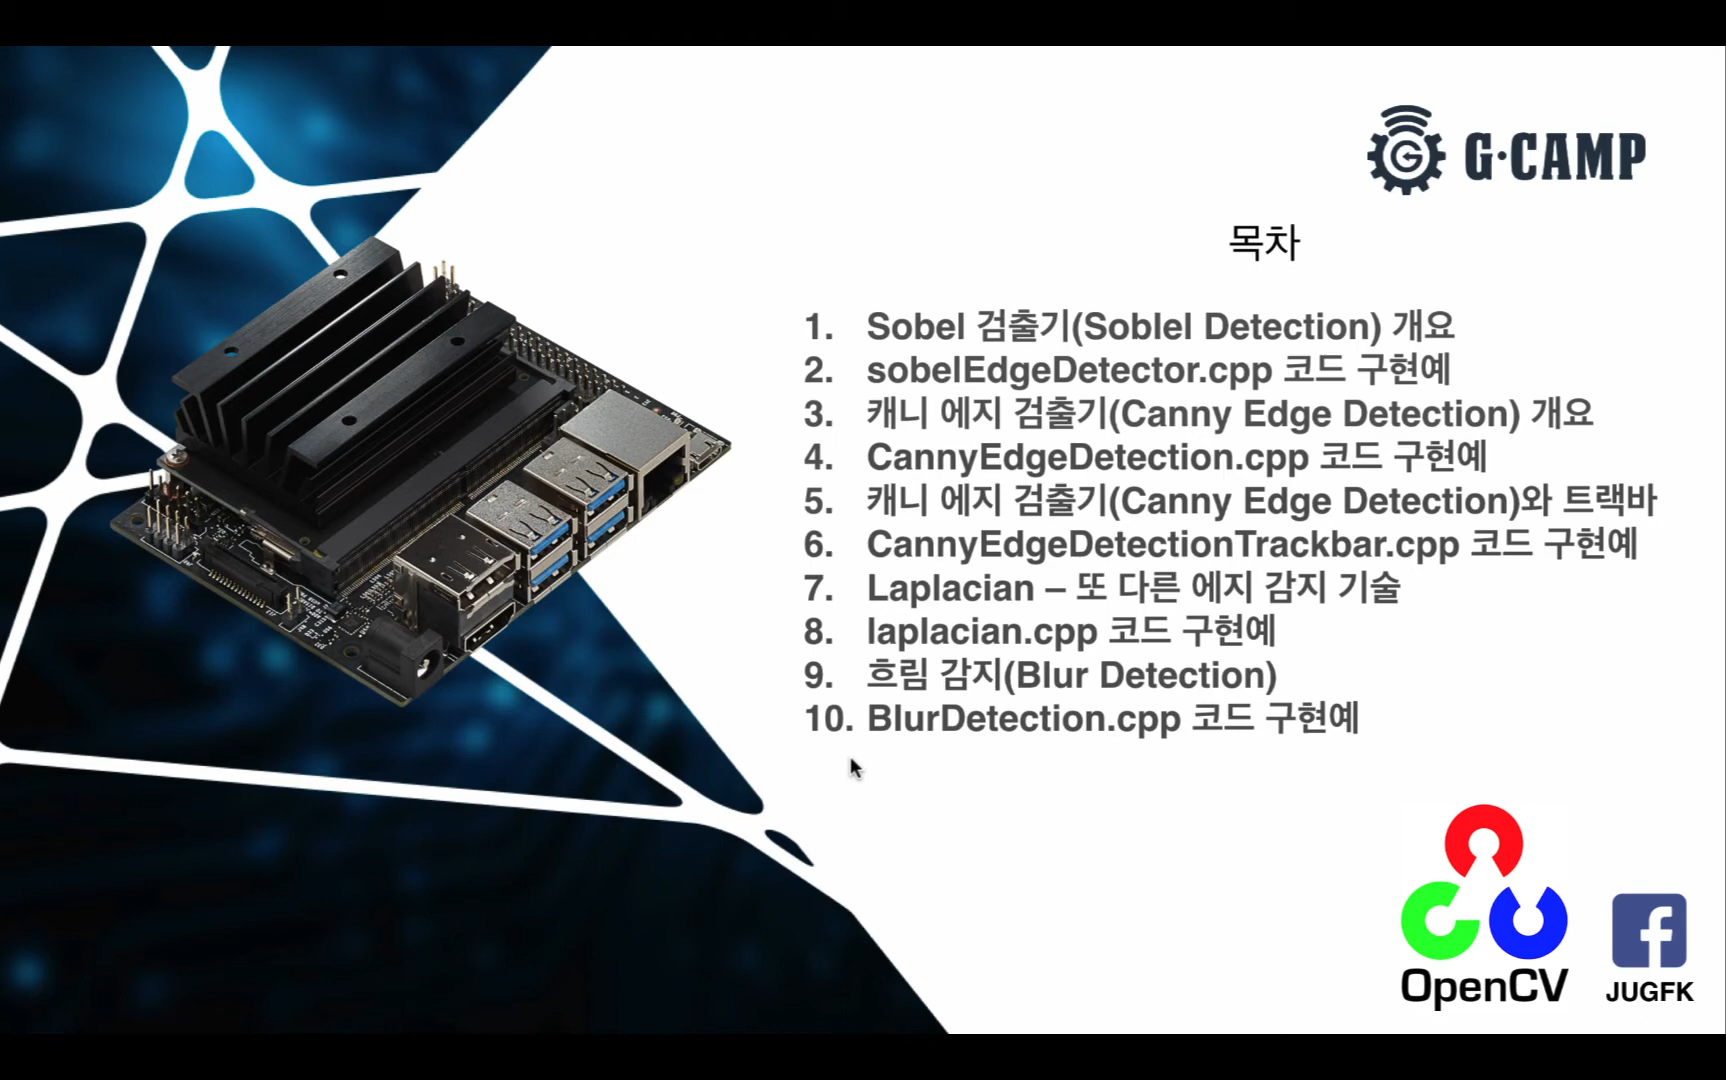 G·CAMP
목차
1. Sobel 검출기(Soblel Detection) 개요
2. sobelEdgeDetector.cpp 코드 구현예
3. 캐니 에지 검출기(Canny Edge Detection) 개요
4. CannyEdgeDetection.cpp 코드 구현예
5. 캐니 에지 검출기(Canny Edge Detection)와 트랙바
6. CannyEdgeDetectionTrackbar.cpp 코드 구현예
7. Laplacian – 또 다른 에지 감지 기술
8. laplacian.cpp 코드 구현예
9. 흐림 감지(Blur Detection)
10. BlurDetection.cpp 코드 구현예
OpenCV
JUGFK